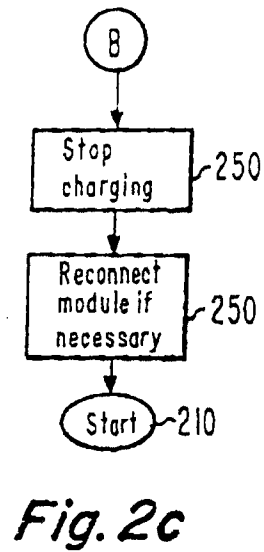 B
Stop
charging
250
Reconnect
module if
necessary
250
Start
210
Fig. 2c